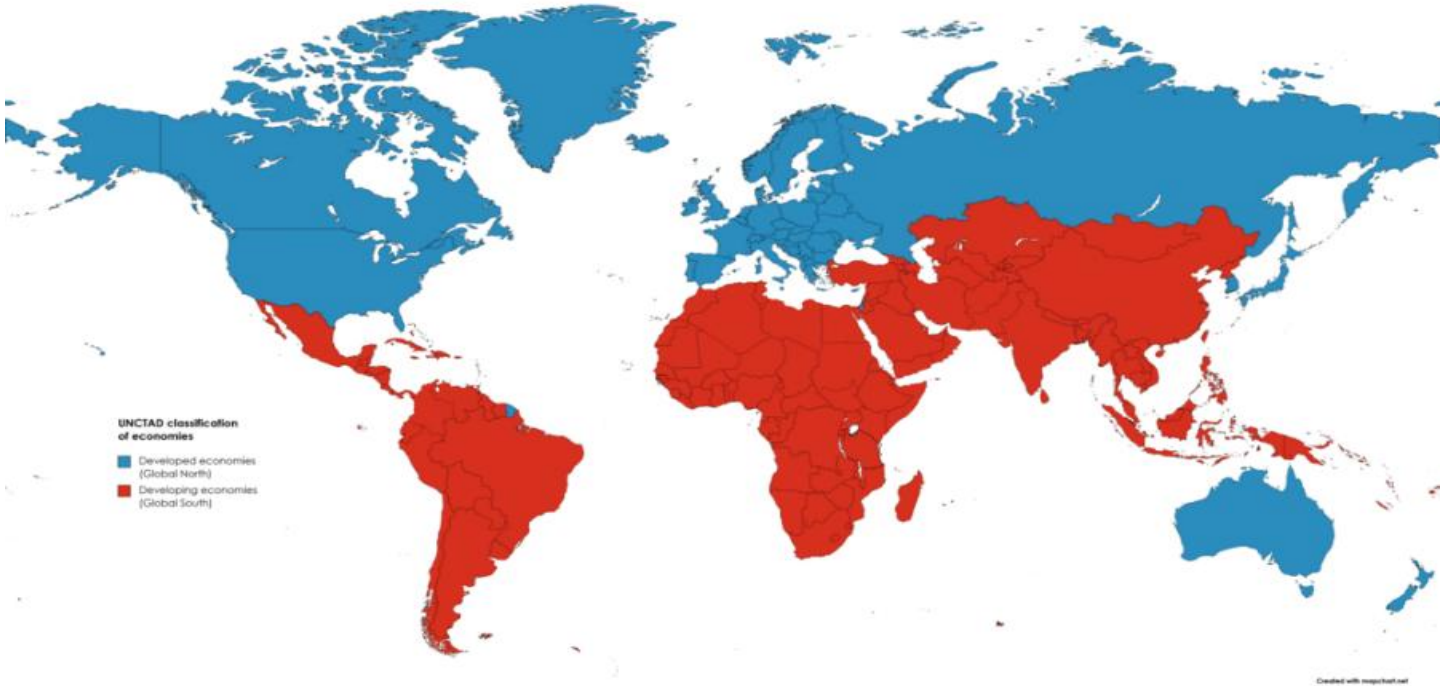 UNCTAD classification
of economies
Developed economies
(Global North)
Developing economies
(Global South)
Created with mapchart.net